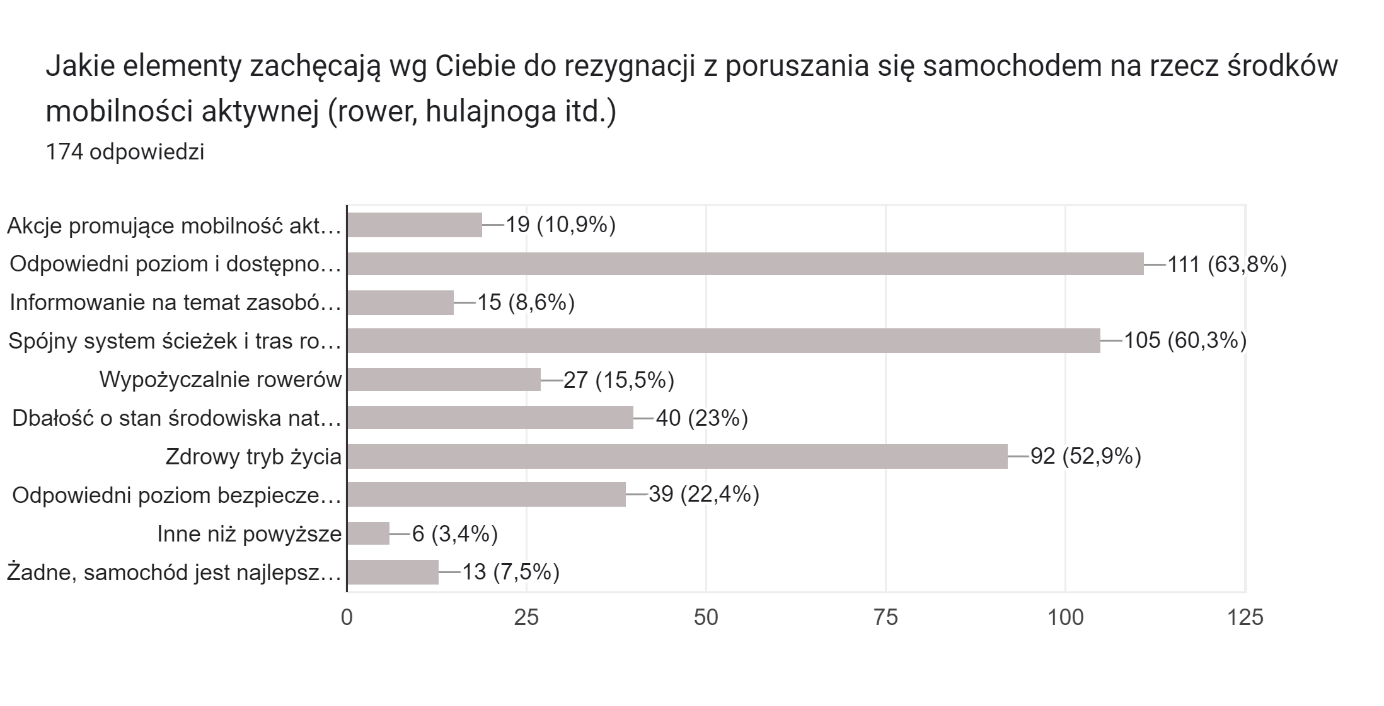 Jakie elementy zachęcają wg Ciebie do rezygnacji z poruszania się samochodem na rzecz środków
mobilności aktywnej (rower, hulajnoga itd.)
174 odpowiedzi
Akcje promujące mobilność akt… 19 (10,9%)
Odpowiedni poziom i dostępno… 111 (63,8%)
Informowanie na temat zasobó… 15 (8,6%)
Spójny system ścieżek i tras ro… 105 (60,3%)
Wypożyczalnie rowerów 27 (15,5%)
Dbałość o stan środowiska nat… 40 (23%)
Zdrowy tryb życia 92 (52,9%)
Odpowiedni poziom bezpiecze… 39 (22,4%)
Inne niż powyższe 6 (3,4%)
Żadne, samochód jest najlepsz… 13 (7,5%)
0 25 50 75 100 125